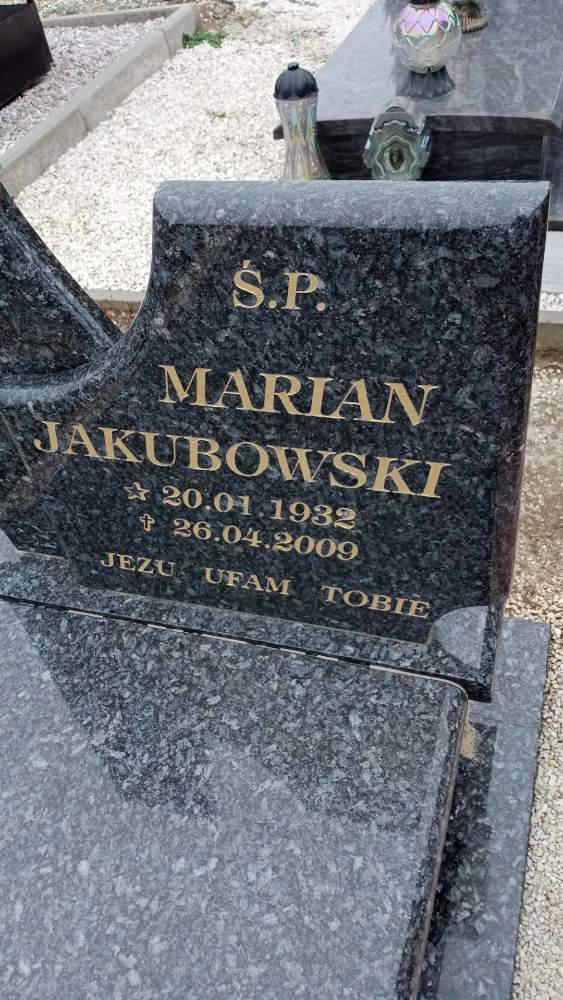 Ś.P.
MARIAN
JAKUBOWSKI
☆ 20.01.1932
✝ 26.04.2009
JEZU UFAM TOBIE